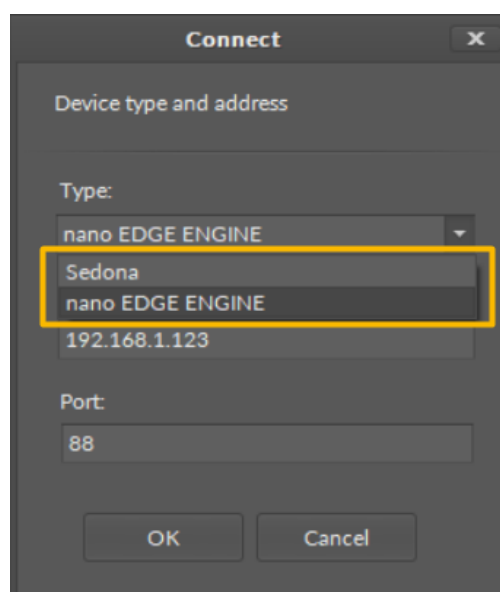 Connect
x
Device type and address
Type:
nano EDGE ENGINE
Sedona
nano EDGE ENGINE
192.168.1.123
Port:
88
OK Cancel